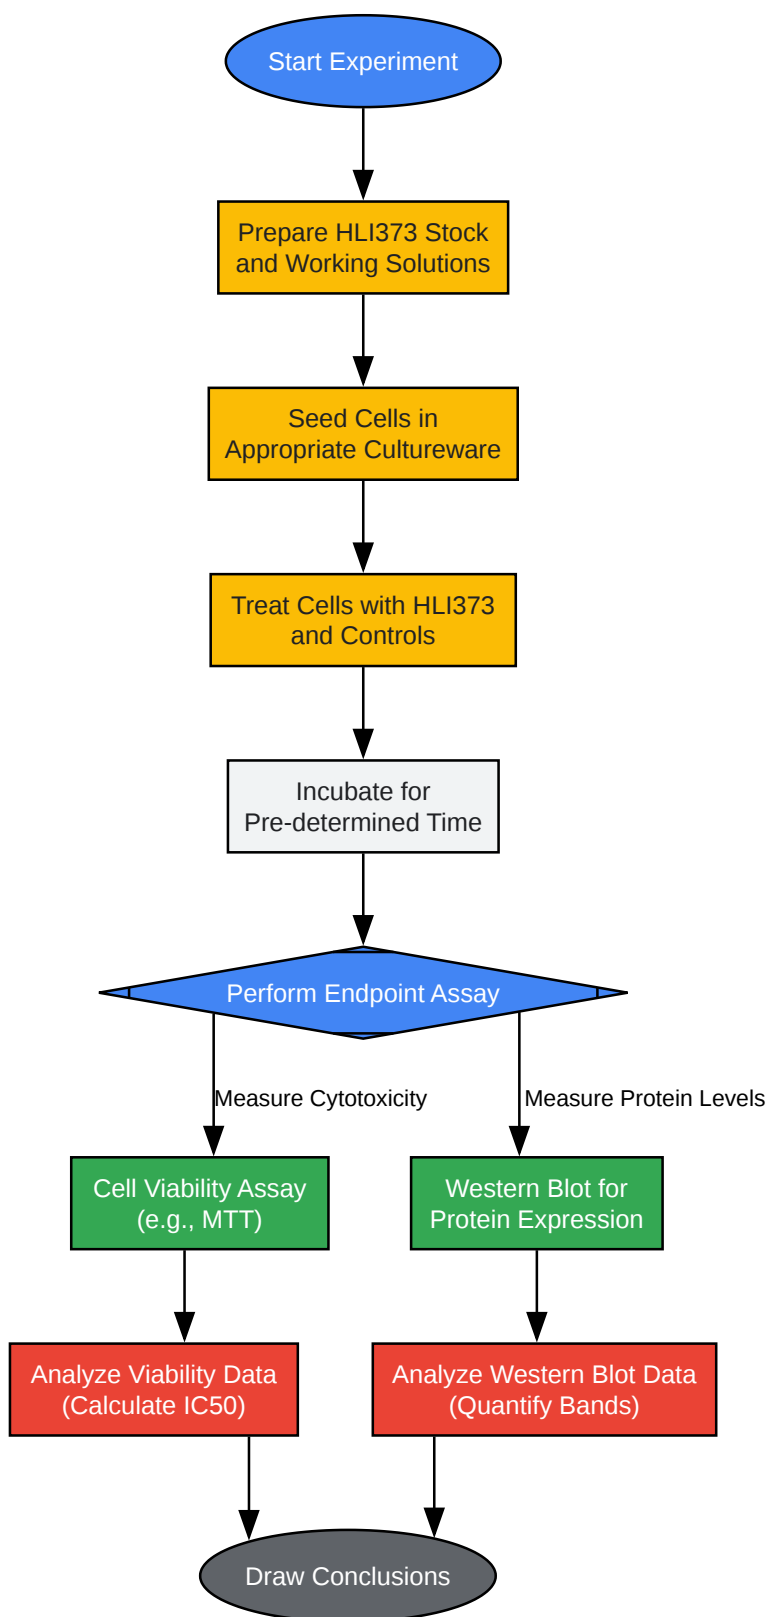 Start Experiment
Prepare HLI373 Stock
and Working Solutions
Seed Cells in
Appropriate Cultureware
Treat Cells with HLI373
and Controls
Incubate for
Pre-determined Time
Perform Endpoint Assay
Measure Cytotoxicity
Measure Protein Levels
Cell Viability Assay
(e.g., MTT)
Western Blot for
Protein Expression
Analyze Viability Data
(Calculate IC50)
Analyze Western Blot Data
(Quantify Bands)
Draw Conclusions